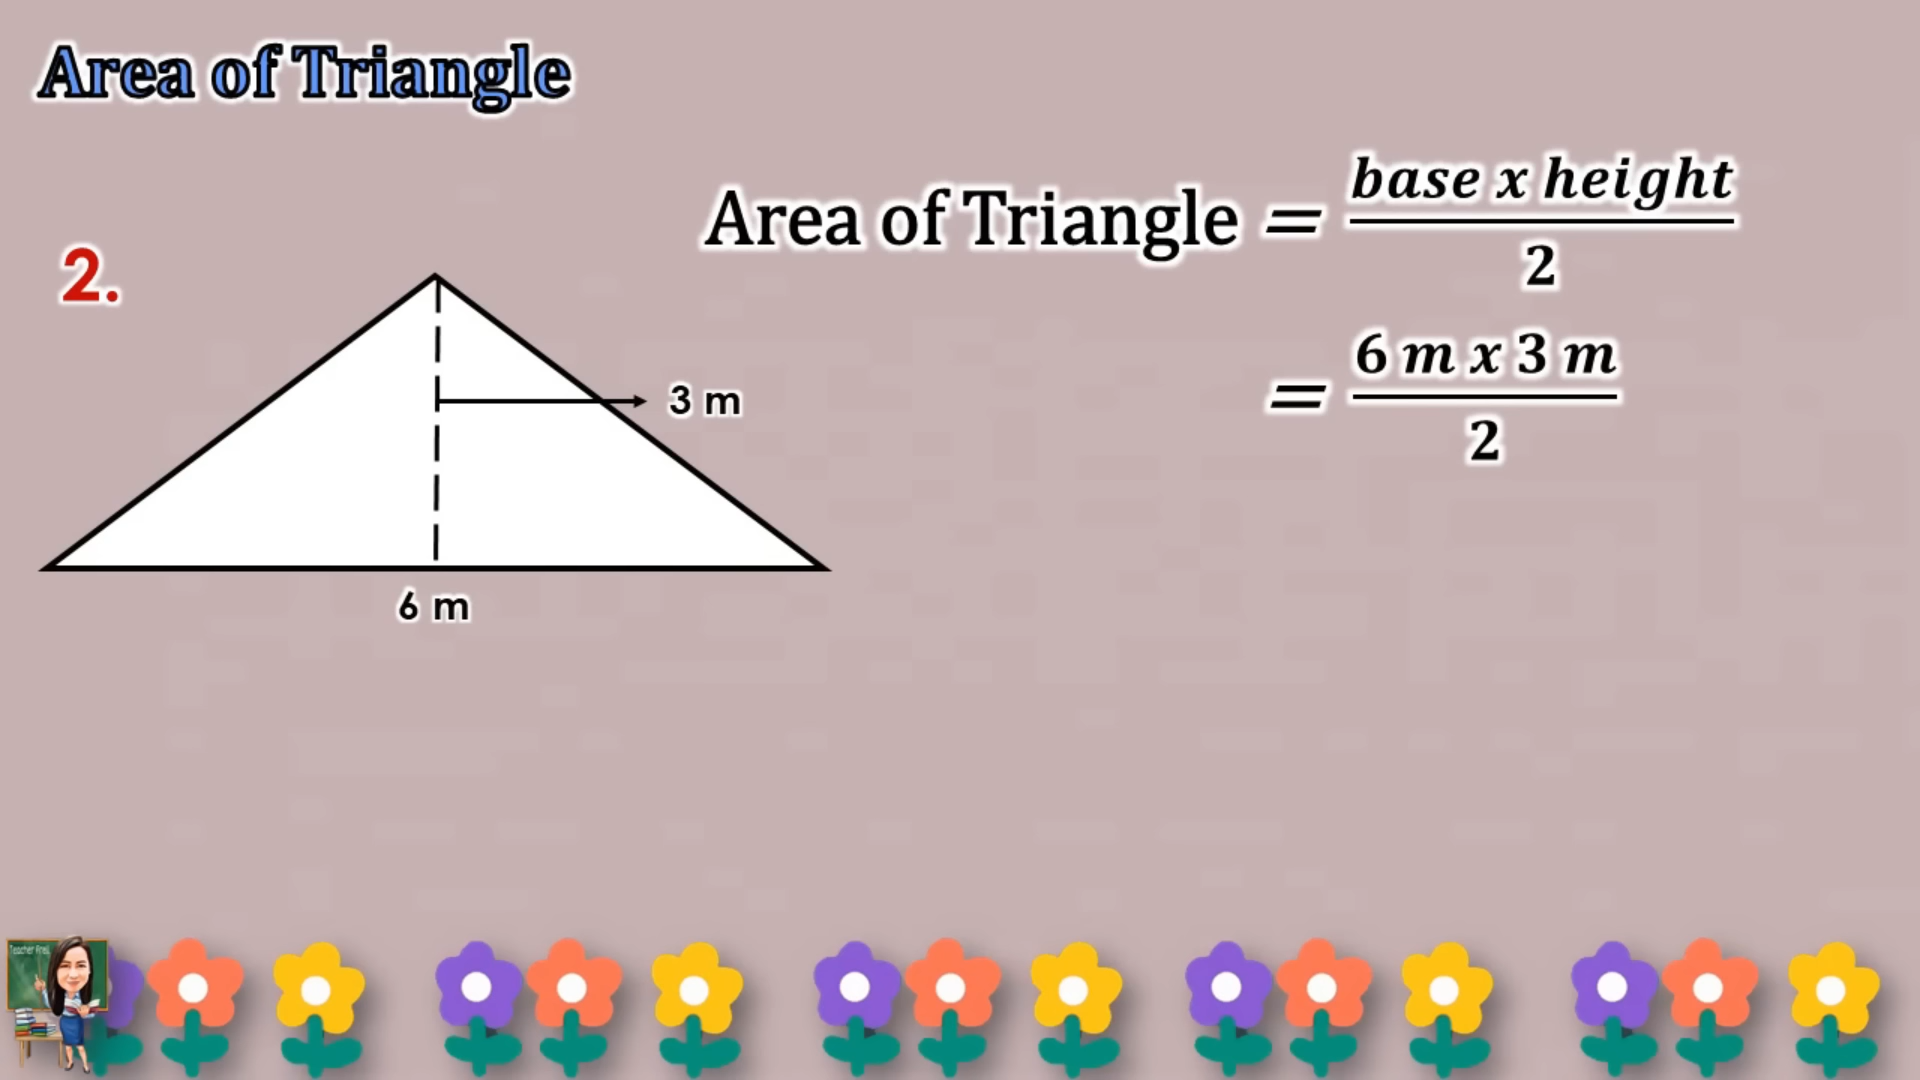 Area of Triangle
Area of Triangle = base x height / 2
2.
= 6 m x 3 m / 2
3 m
6 m